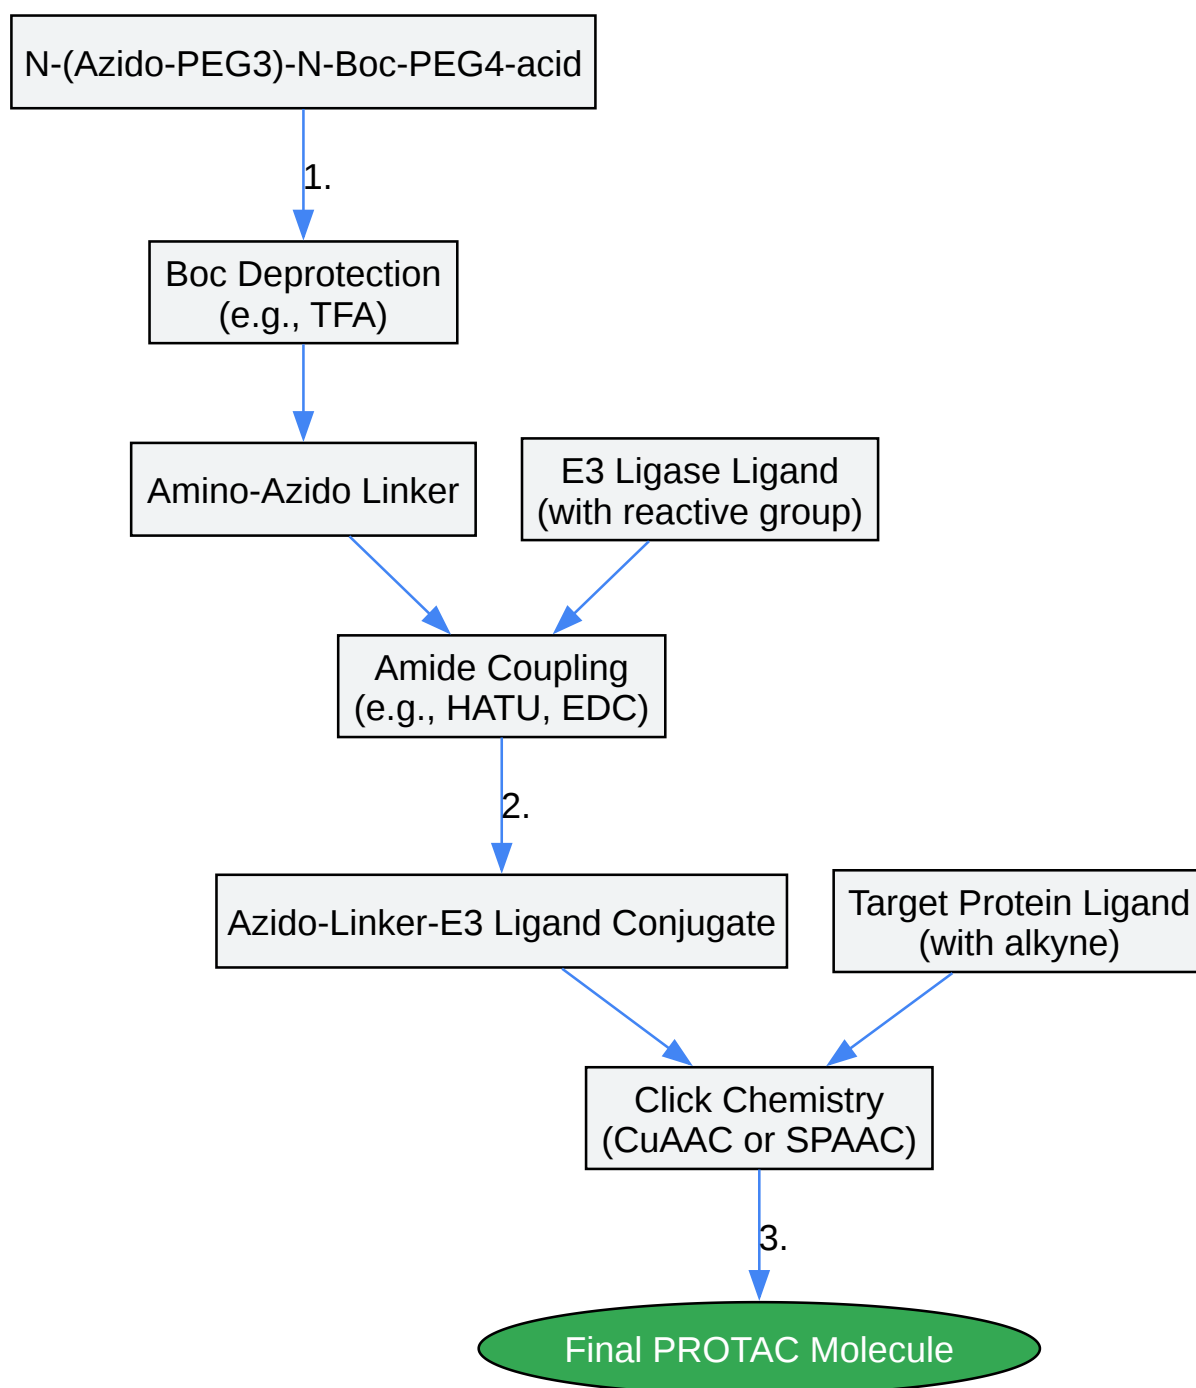 N-(Azido-PEG3)-N-Boc-PEG4-acid
1.
Boc Deprotection
(e.g., TFA)
Amino-Azido Linker
E3 Ligase Ligand
(with reactive group)
Amide Coupling
(e.g., HATU, EDC)
2.
Azido-Linker-E3 Ligand Conjugate
Target Protein Ligand
(with alkyne)
Click Chemistry
(CuAAC or SPAAC)
3.
Final PROTAC Molecule